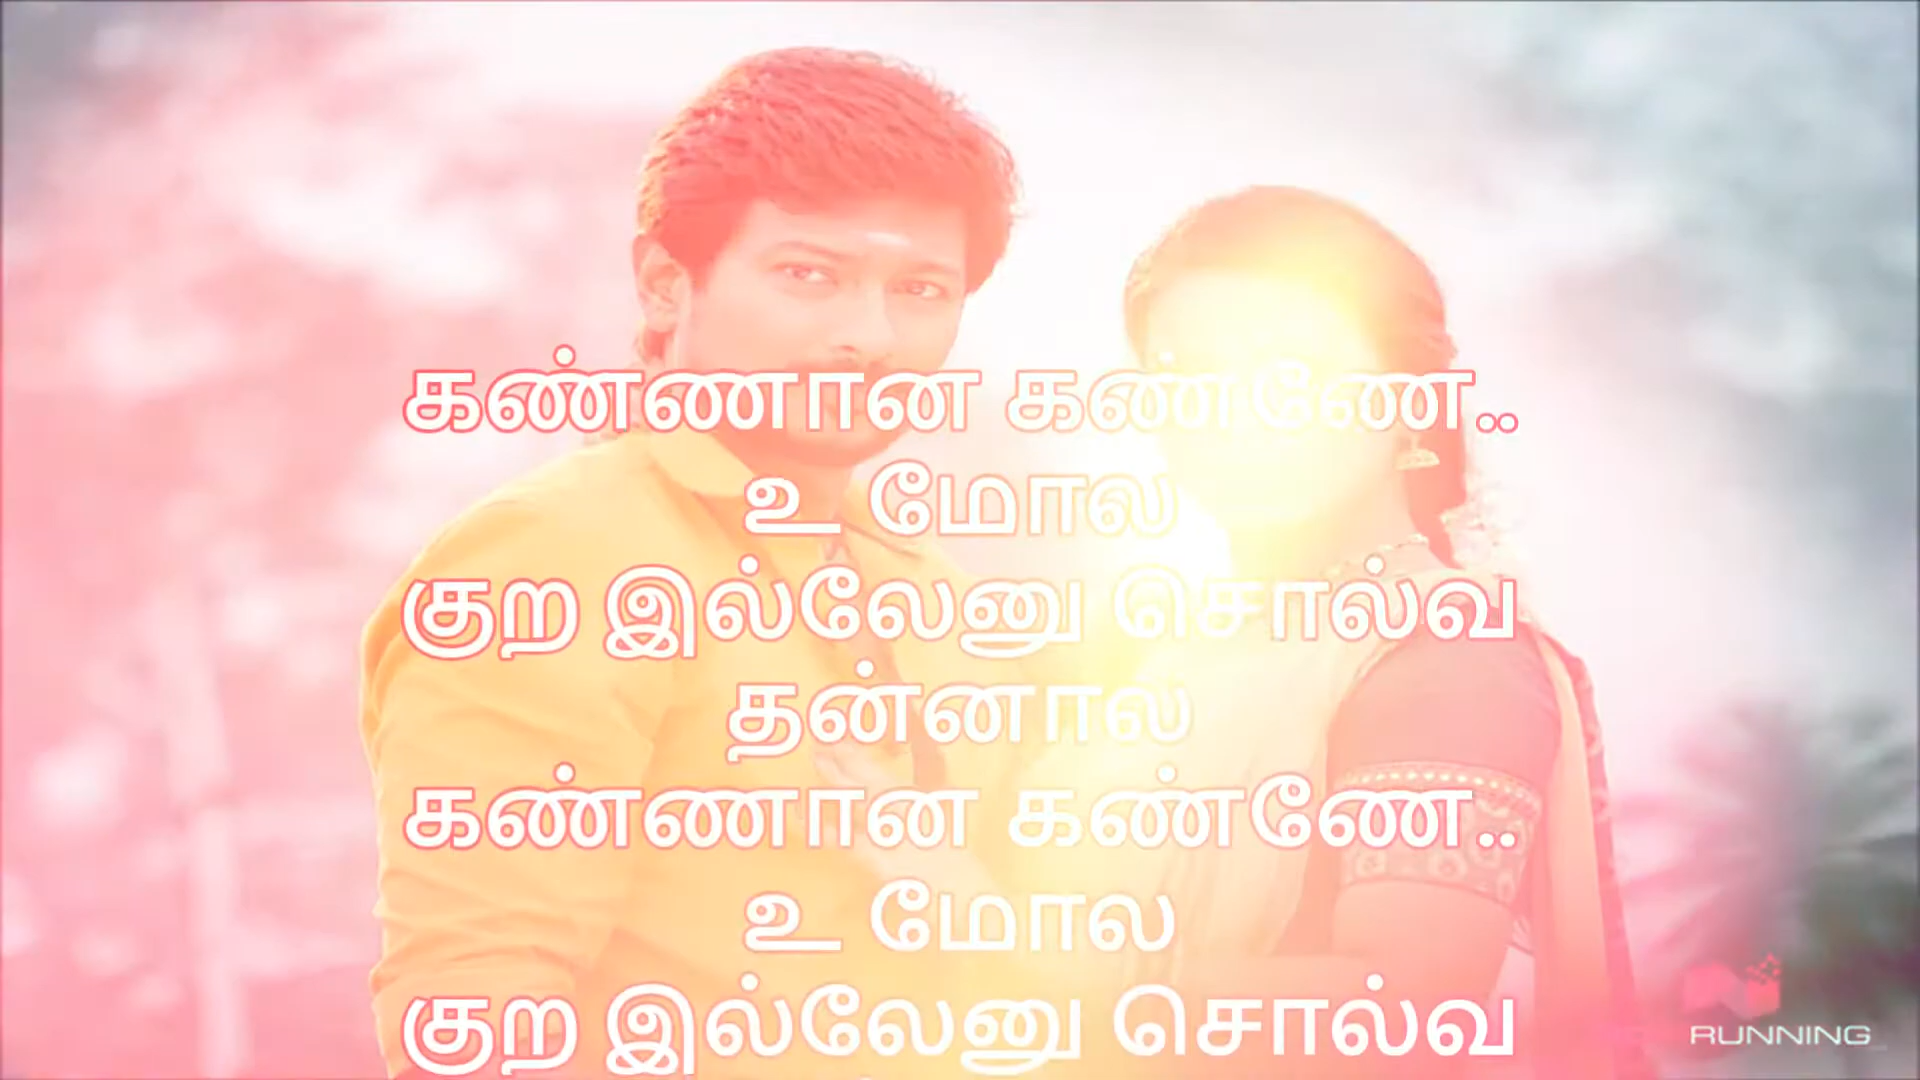 கண்ணான கண்ணே..
உ மோல
குற இல்லேனு சொல்வ
தன்னால
கண்ணான கண்ணே..
உ மோல
குற இல்லேனு சொல்வ
RUNNING